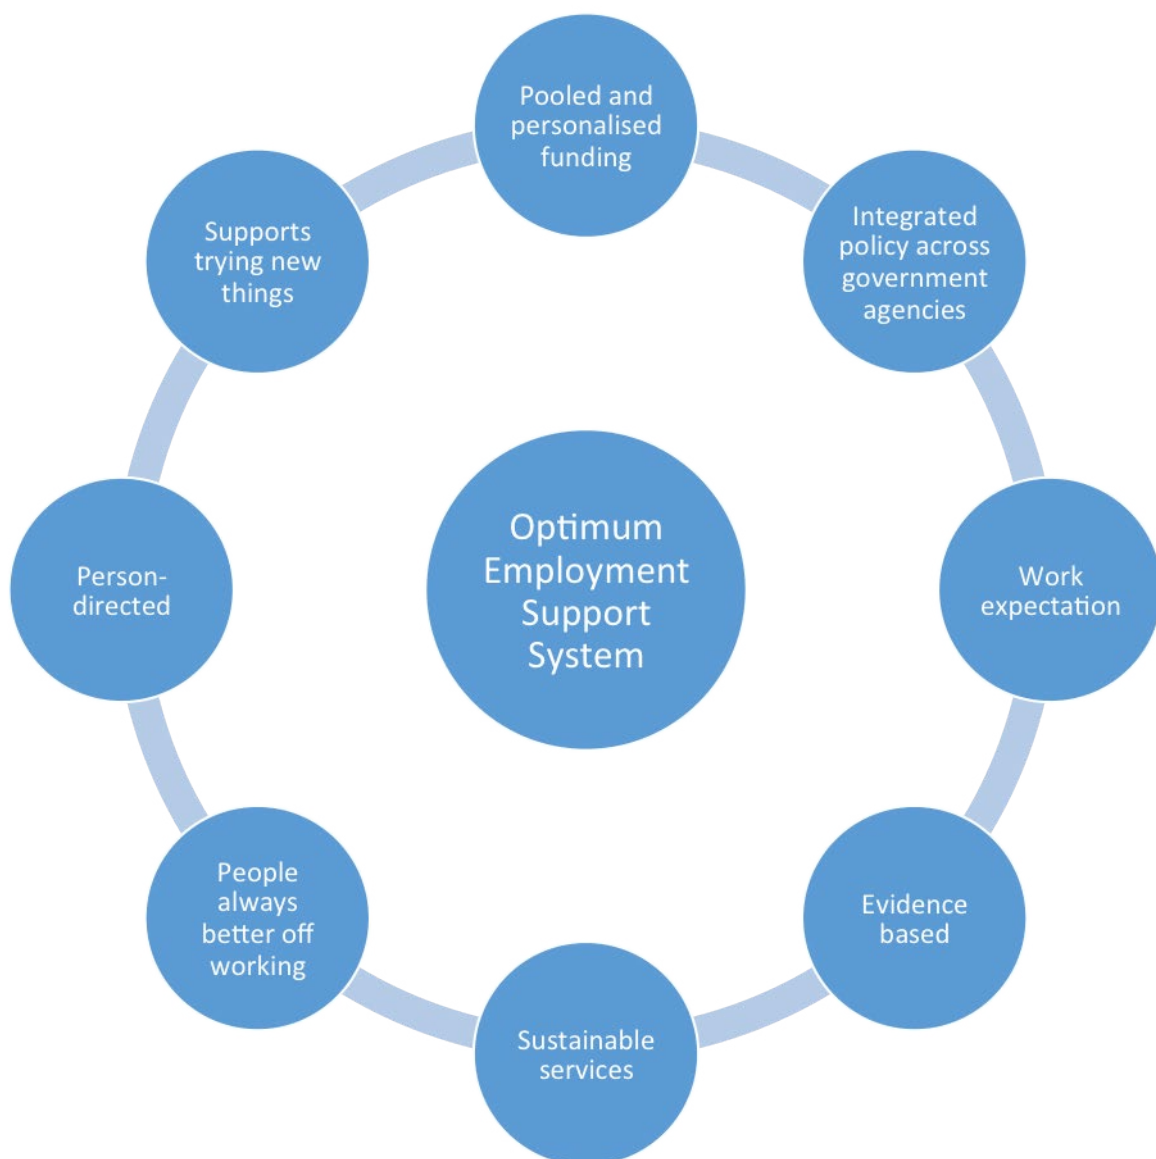 Pooled and
personalised
funding
Integrated
policy across
government
agencies
Work
expectation
Evidence
based
Sustainable
services
People
always
better off
working
Person-
directed
Supports
trying new
things
Optimum
Employment
Support
System